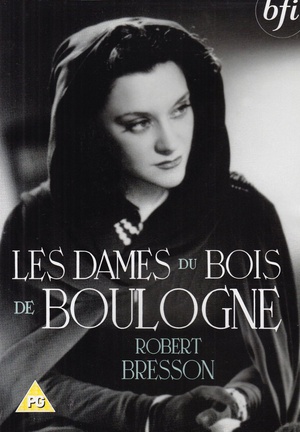 bfi
LES DAMES DU BOIS
DE BOULOGNE
ROBERT
BRESSON
PG